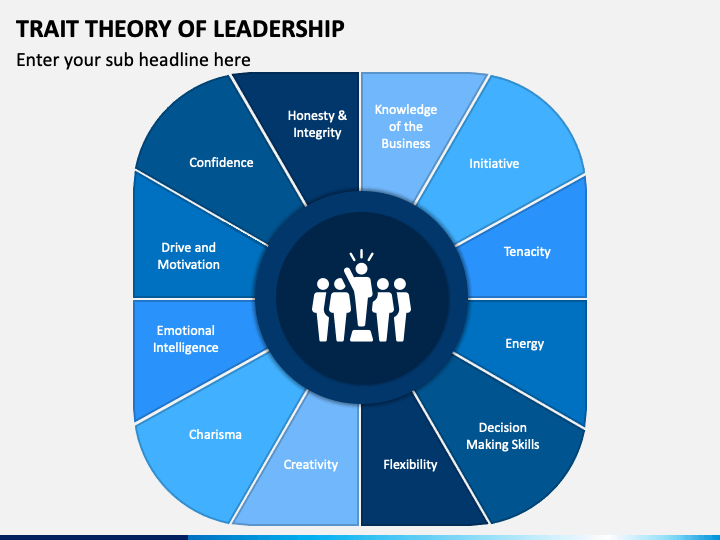 TRAIT THEORY OF LEADERSHIP
Enter your sub headline here
Honesty &
Integrity
Knowledge
of the
Business
Initiative
Tenacity
Energy
Decision
Making Skills
Flexibility
Creativity
Charisma
Emotional
Intelligence
Drive and
Motivation
Confidence